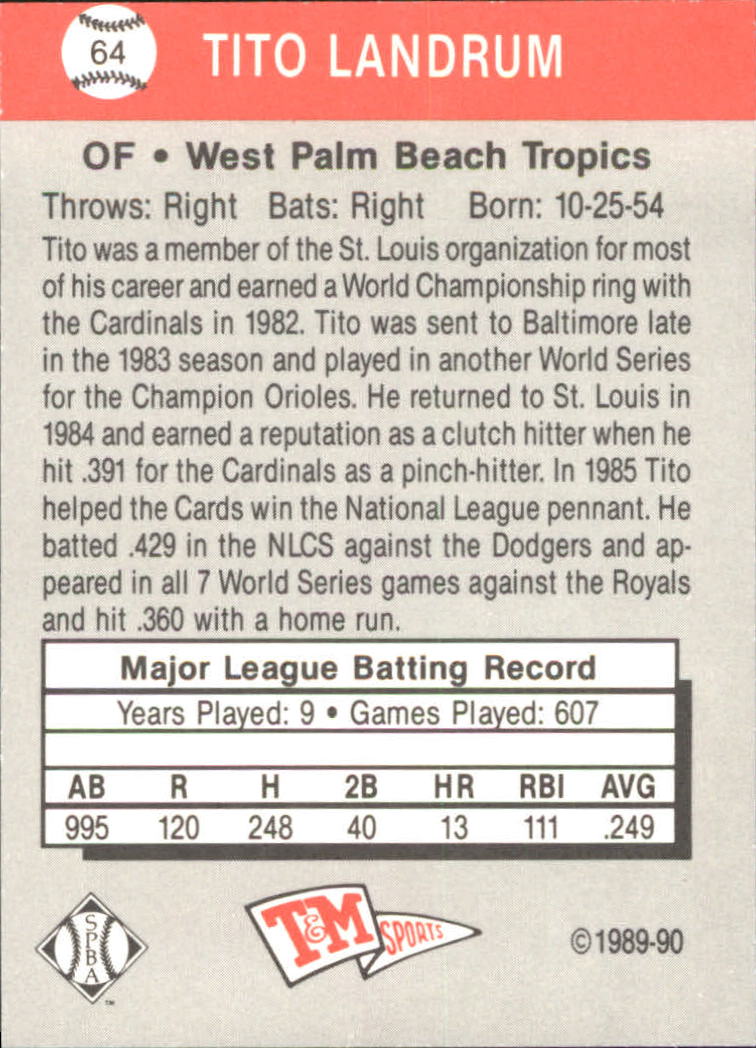 64
TITO LANDRUM
OF • West Palm Beach Tropics
Throws: Right Bats: Right Born: 10-25-54
Tito was a member of the St. Louis organization for most
of his career and earned a World Championship ring with
the Cardinals in 1982. Tito was sent to Baltimore late
in the 1983 season and played in another World Series
for the Champion Orioles. He returned to St. Louis in
1984 and earned a reputation as a clutch hitter when he
hit .391 for the Cardinals as a pinch-hitter. In 1985 Tito
helped the Cards win the National League pennant. He
batted .429 in the NLCS against the Dodgers and ap-
peared in all 7 World Series games against the Royals
and hit .360 with a home run.
Major League Batting Record
Years Played: 9 • Games Played: 607
AB R H 2B HR RBI AVG
995 120 248 40 13 111 .249
SPBA
™
T&M
SPORTS
©1989-90